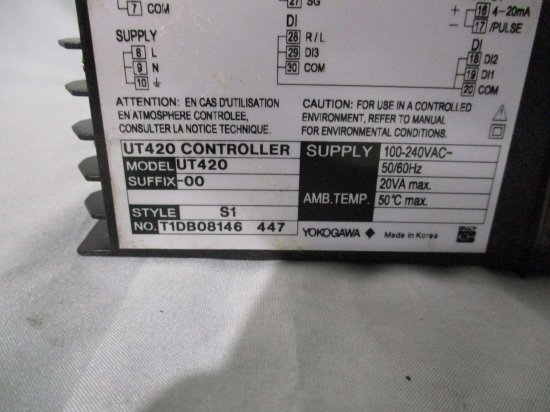 7 COM
27 SG
16 4~20mA
17 /PULSE
+
-
SUPPLY
8 L
9 N
10
DI
28 R/L
29 DI3
30 COM
DI
18 DI2
19 DI1
20 COM
ATTENTION: EN CAS D'UTILISATION
EN ATMOSPHERE CONTROLEE,
CONSULTER LA NOTICE TECHNIQUE.
CAUTION: FOR USE IN A CONTROLLED
ENVIRONMENT, REFER TO MANUAL
FOR ENVIRONMENTAL CONDITIONS.
UT420 CONTROLLER
MODEL UT420
SUFFIX -00
STYLE S1
NO. T1DB08146 447
SUPPLY 100-240VAC~
50/60Hz
20VA max.
AMB.TEMP. 50°C max.
YOKOGAWA Made in Korea